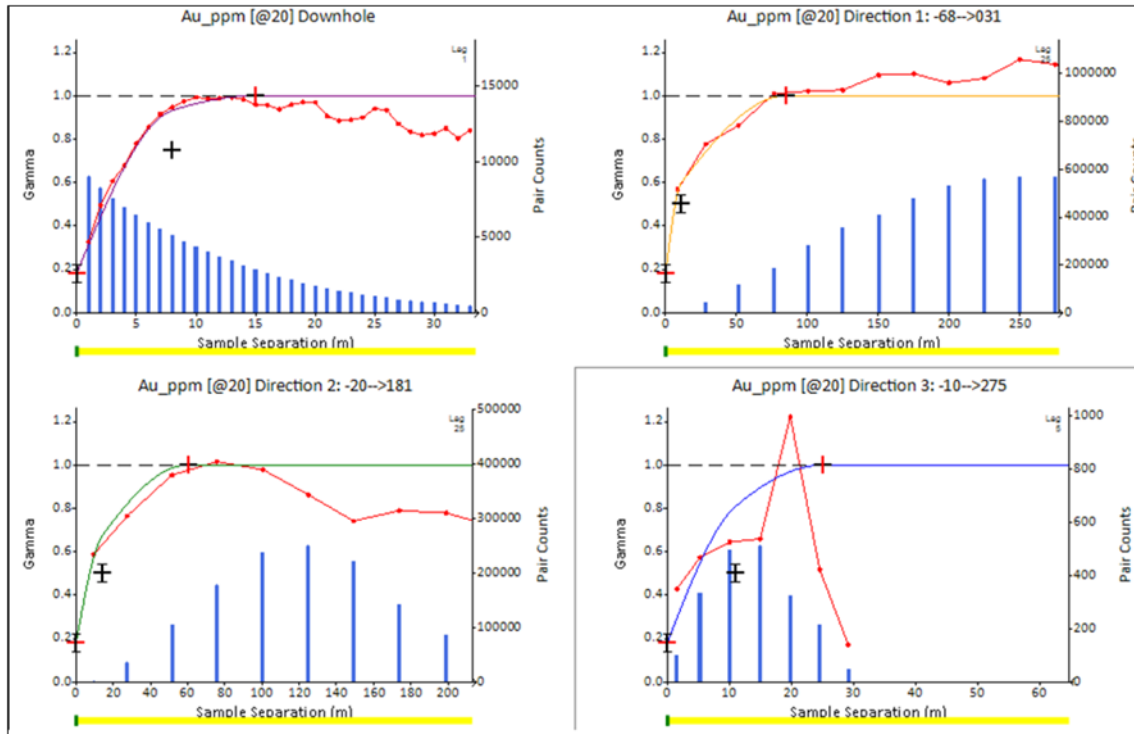 Au_ppm [@20] Downhole
Lag
1
1.2
1.0
0.8
0.6
0.4
0.2
0.0
Gamma
15000
10000
5000
0
Pair Counts
0 5 10 15 20 25 30
Sample Separation (m)
Au_ppm [@20] Direction 1: -68-->031
Lag
25
1.2
1.0
0.8
0.6
0.4
0.2
0.0
Gamma
1000000
800000
600000
400000
200000
0
Pair Counts
0 50 100 150 200 250
Sample Separation (m)
Au_ppm [@20] Direction 2: -20-->181
Lag
25
1.2
1.0
0.8
0.6
0.4
0.2
0.0
Gamma
500000
400000
300000
200000
100000
0
Pair Counts
0 20 40 60 80 100 120 140 160 180 200
Sample Separation (m)
Au_ppm [@20] Direction 3: -10-->275
Lag
5
1.2
1.0
0.8
0.6
0.4
0.2
0.0
Gamma
1000
800
600
400
200
0
Pair Counts
0 10 20 30 40 50 60
Sample Separation (m)